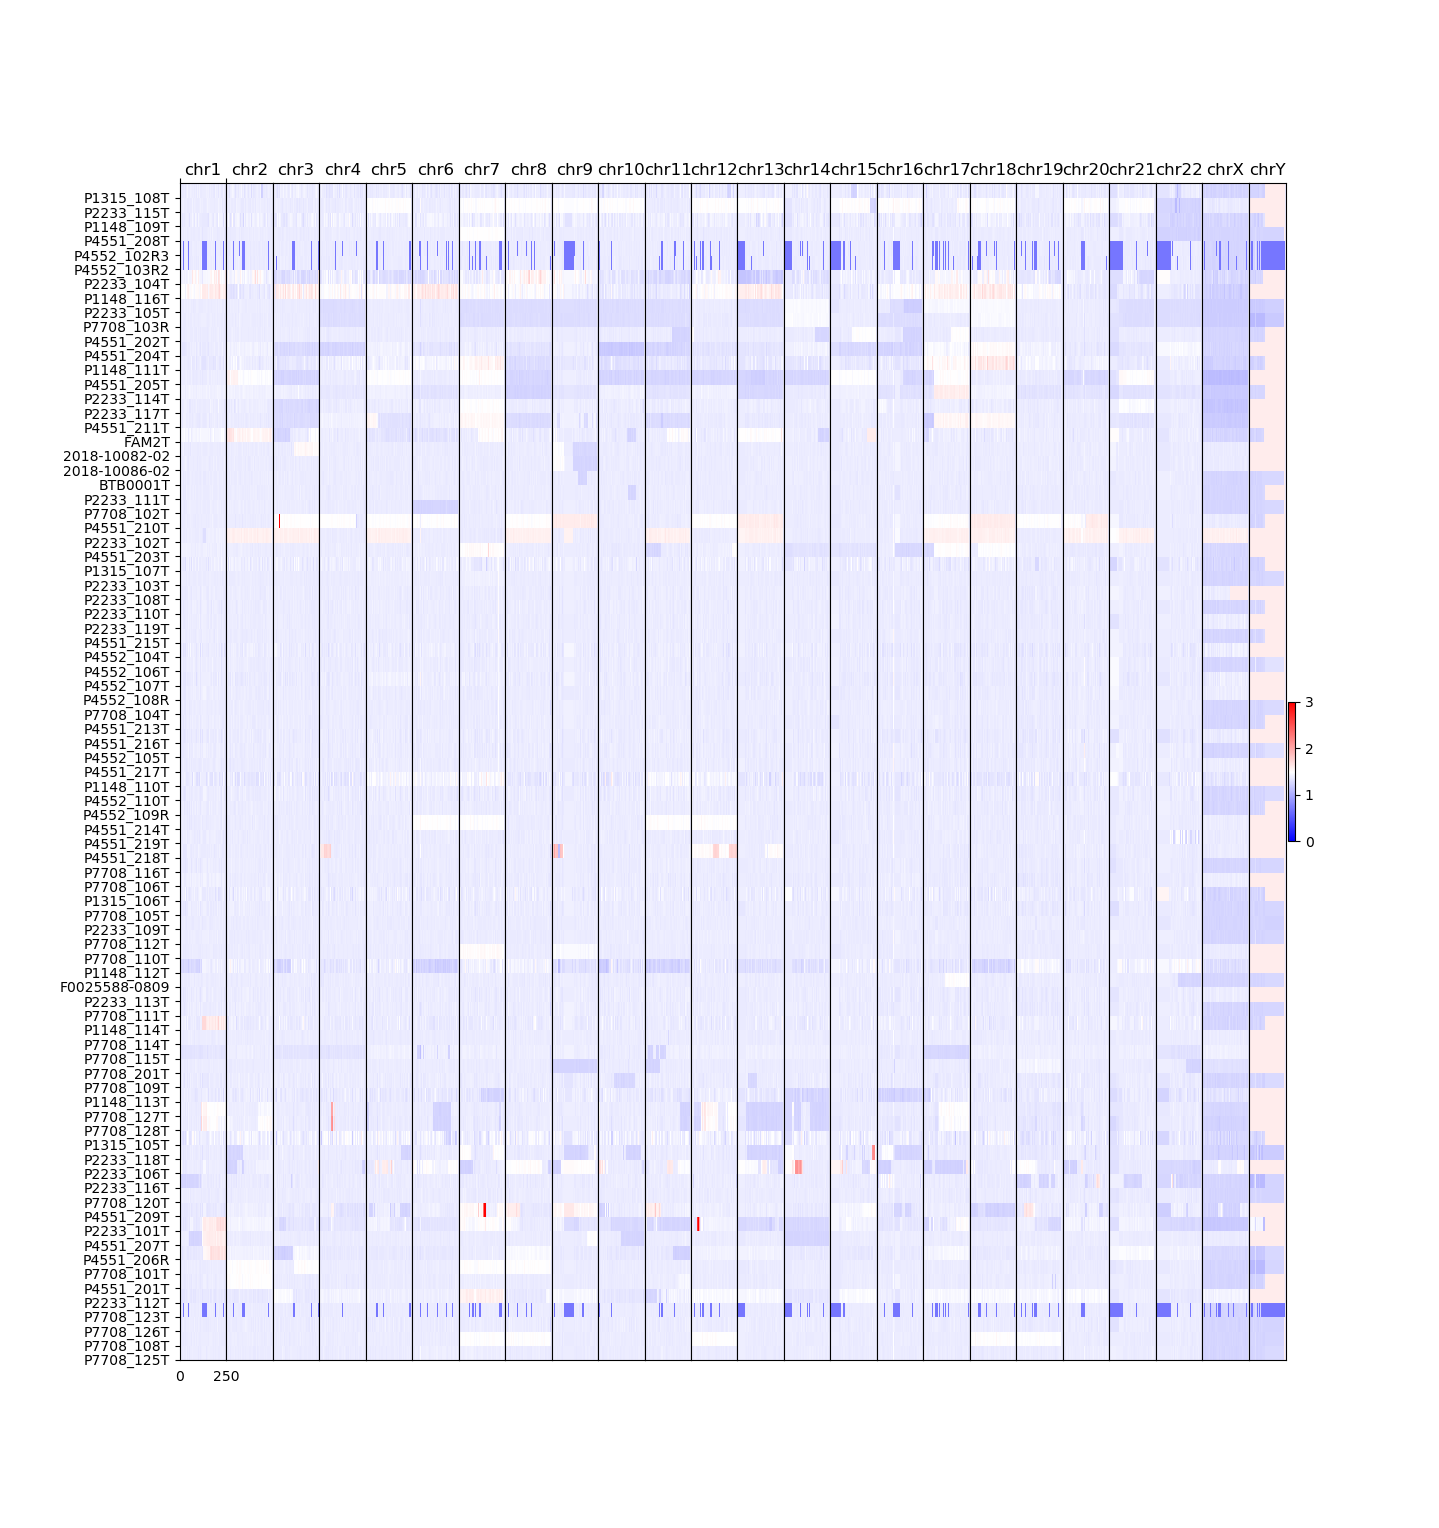 chr1 chr2 chr3 chr4 chr5 chr6 chr7 chr8 chr9 chr10 chr11 chr12 chr13 chr14 chr15 chr16 chr17 chr18 chr19 chr20 chr21 chr22 chrX chrY
P1315_108T
P2233_115T
P1148_109T
P4551_208T
P4552_102R3
P4552_103R2
P2233_104T
P1148_116T
P2233_105T
P7708_103R
P4551_202T
P4551_204T
P1148_111T
P4551_205T
P2233_114T
P2233_117T
P4551_211T
FAM2T
2018-10082-02
2018-10086-02
BTB0001T
P2233_111T
P7708_102T
P4551_210T
P2233_102T
P4551_203T
P1315_107T
P2233_103T
P2233_108T
P2233_110T
P2233_119T
P4551_215T
P4552_104T
P4552_106T
P4552_107T
P4552_108R
P7708_104T
P4551_213T
P4551_216T
P4552_105T
P4551_217T
P1148_110T
P4552_110T
P4552_109R
P4551_214T
P4551_219T
P4551_218T
P7708_116T
P7708_106T
P1315_106T
P7708_105T
P2233_109T
P7708_112T
P7708_110T
P1148_112T
F0025588-0809
P2233_113T
P7708_111T
P1148_114T
P7708_114T
P7708_115T
P7708_201T
P7708_109T
P1148_113T
P7708_127T
P7708_128T
P1315_105T
P2233_118T
P2233_106T
P2233_116T
P7708_120T
P4551_209T
P2233_101T
P4551_207T
P4551_206R
P7708_101T
P4551_201T
P2233_112T
P7708_123T
P7708_126T
P7708_108T
P7708_125T
0 250
3
2
1
0